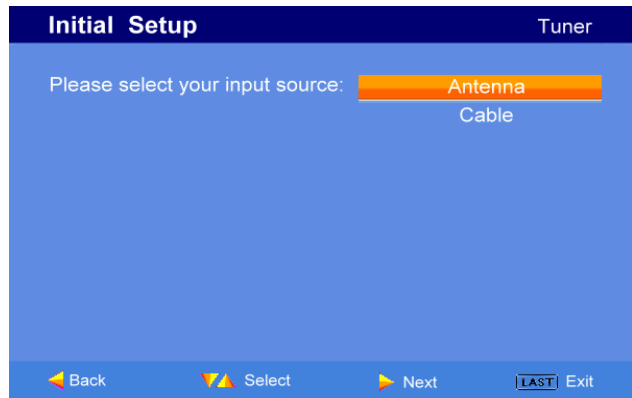 Initial Setup Tuner
Please select your input source: Antenna
Cable
Back Select Next LAST Exit